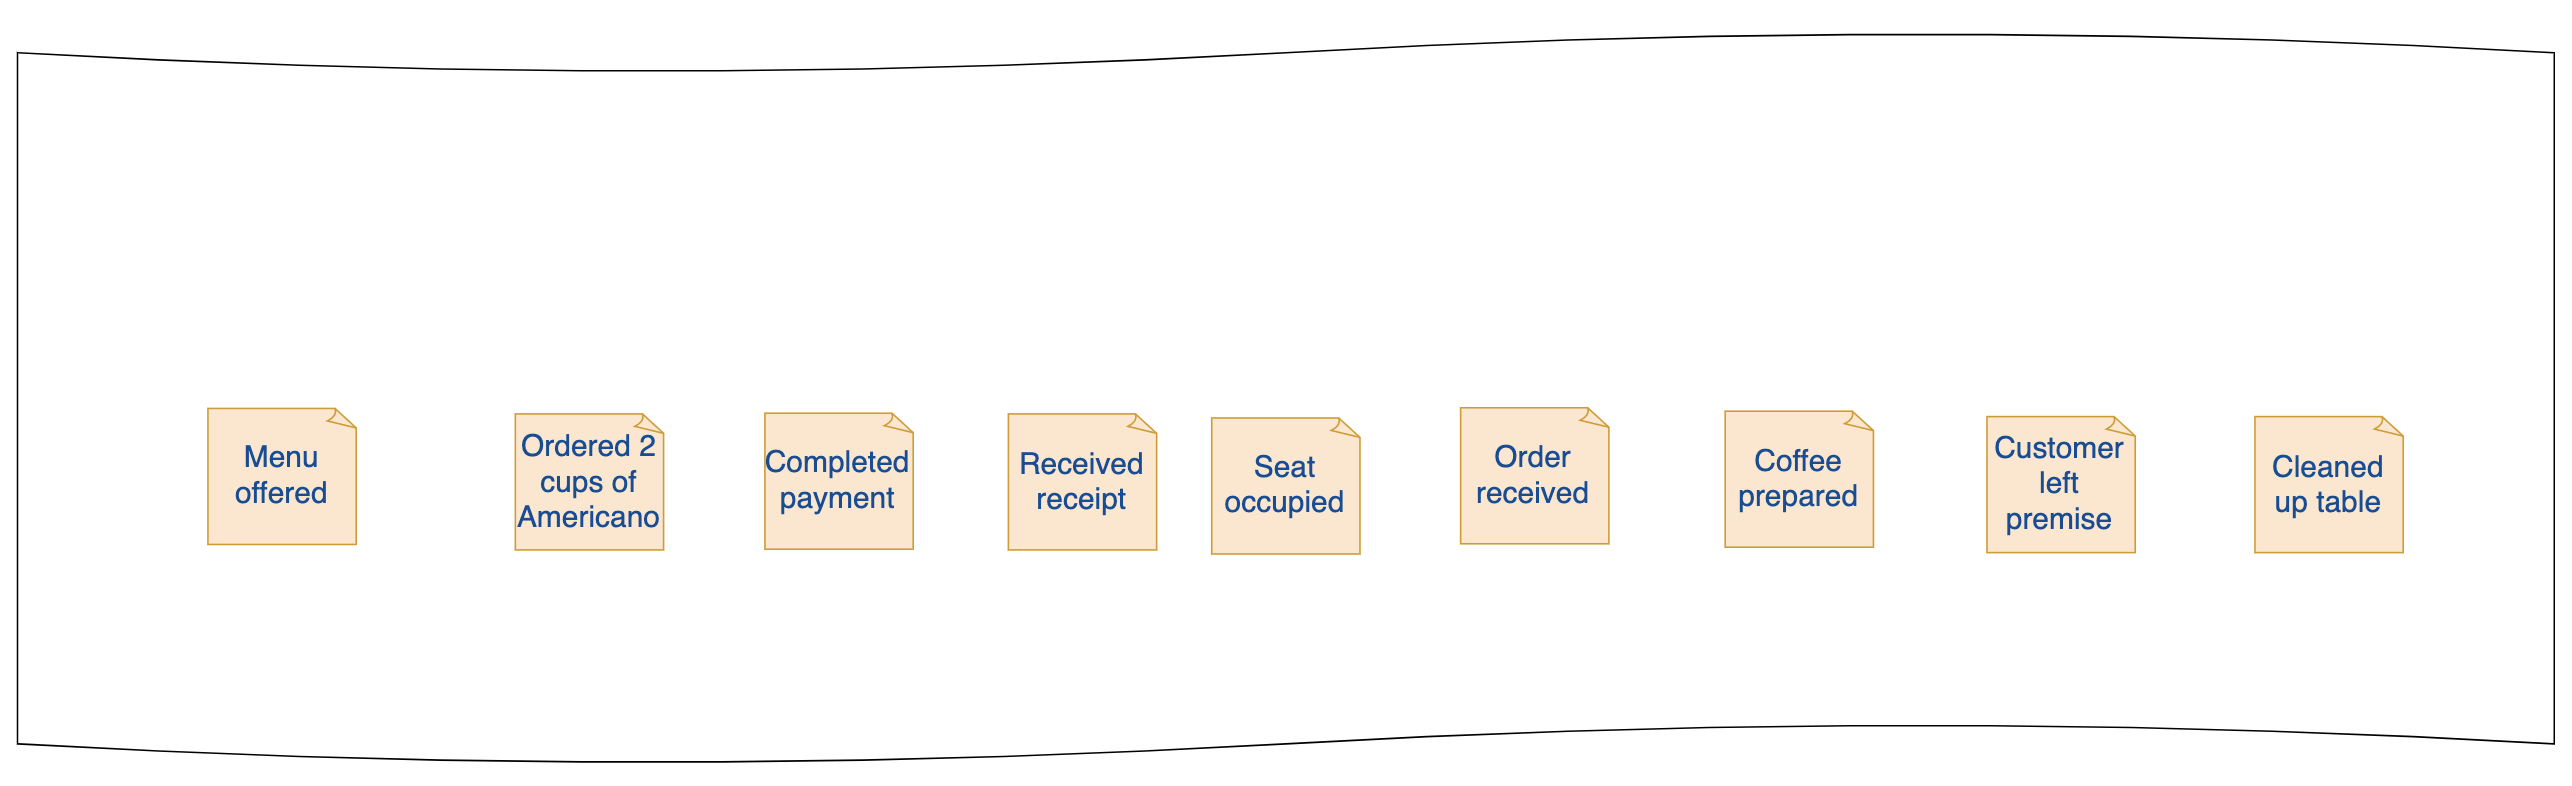 Menu
offered
Ordered 2
cups of
Americano
Completed
payment
Received
receipt
Seat
occupied
Order
received
Coffee
prepared
Customer
left
premise
Cleaned
up table